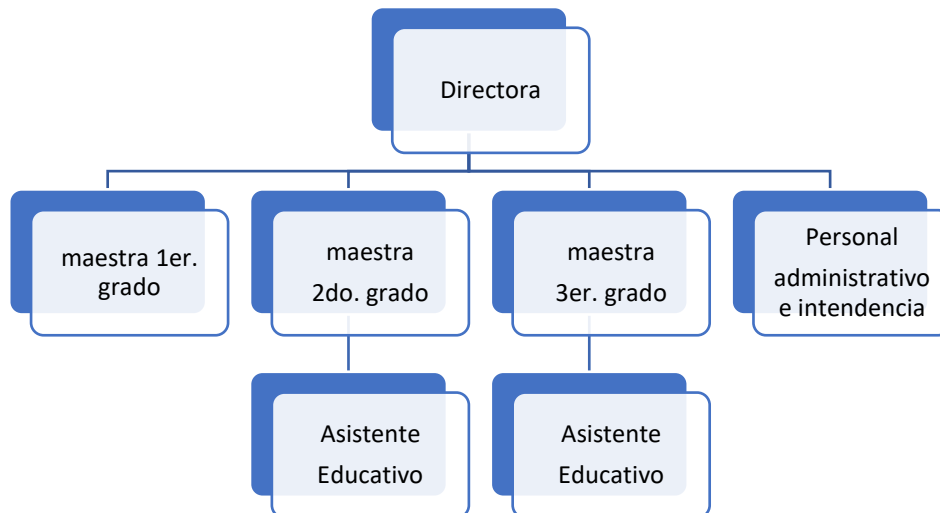 Directora
maestra 1er.
grado
maestra
2do. grado
maestra
3er. grado
Personal
administrativo
e intendencia
Asistente
Educativo
Asistente
Educativo